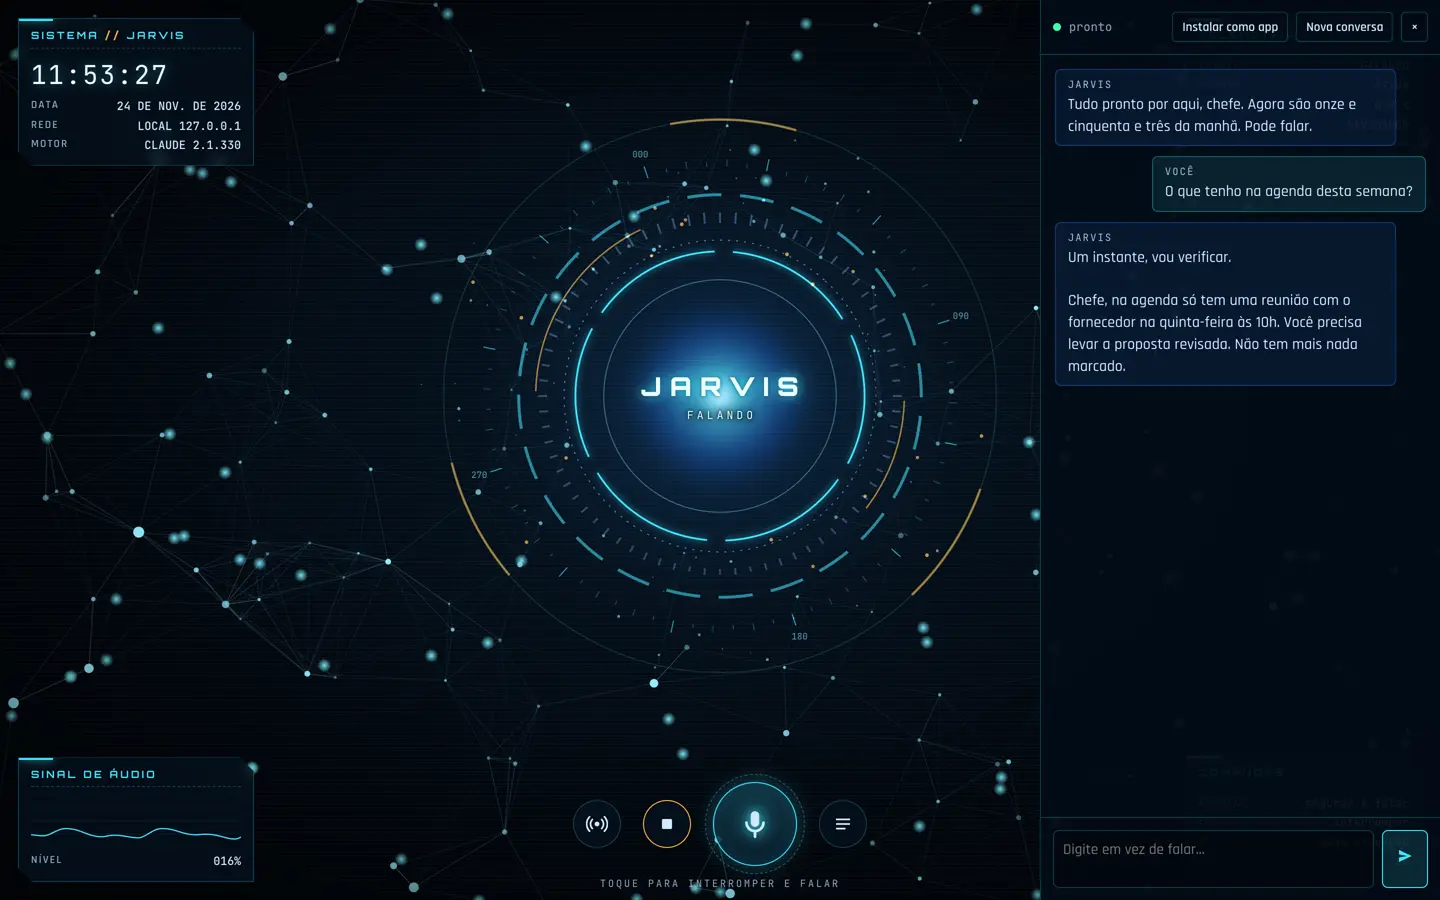 SISTEMA // JARVIS
11:53:27
DATA 24 DE NOV. DE 2026
REDE LOCAL 127.0.0.1
MOTOR CLAUDE 2.1.330
000
090
180
270
JARVIS
FALANDO
SINAL DE ÁUDIO
NÍVEL 016%
TOQUE PARA INTERROMPER E FALAR
pronto
Instalar como app
Nova conversa
×
JARVIS
Tudo pronto por aqui, chefe. Agora são onze e
cinquenta e três da manhã. Pode falar.
VOCÊ
O que tenho na agenda desta semana?
JARVIS
Um instante, vou verificar.
Chefe, na agenda só tem uma reunião com o
fornecedor na quinta-feira às 10h. Você precisa
levar a proposta revisada. Não tem mais nada
marcado.
Digite em vez de falar...